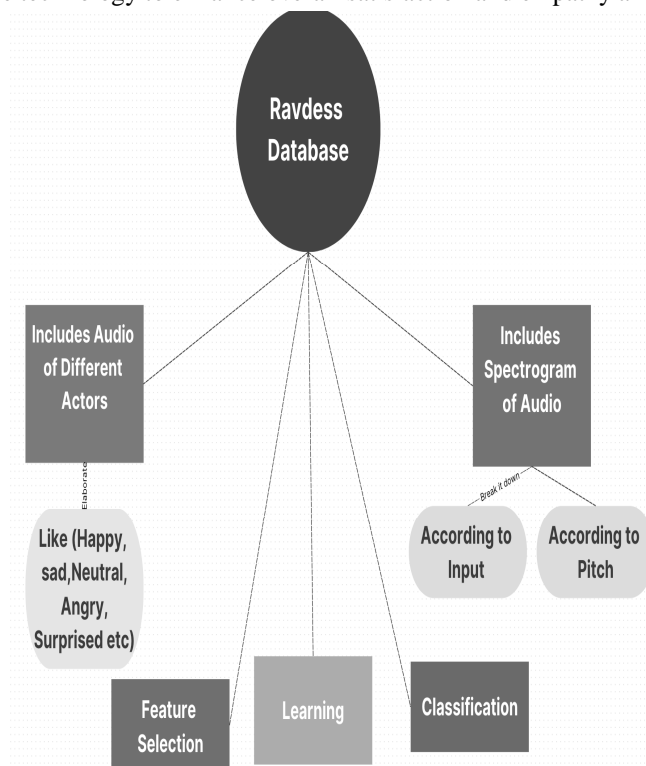 Ravdess
Database
Includes Audio
of Different
Actors
Includes
Spectrogram
of Audio
Elaborate
Break it down
Like (Happy,
sad,Neutral,
Angry,
Surprised etc)
According to
Input
According to
Pitch
Feature
Selection
Learning
Classification